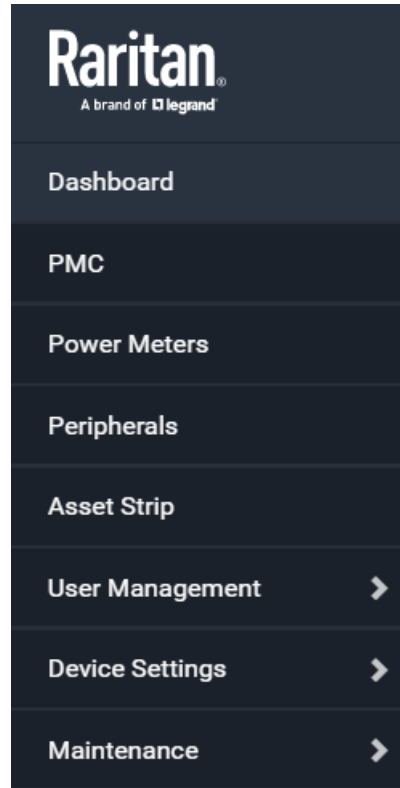 Raritan®
A brand of legrand®
Dashboard
PMC
Power Meters
Peripherals
Asset Strip
User Management
Device Settings
Maintenance